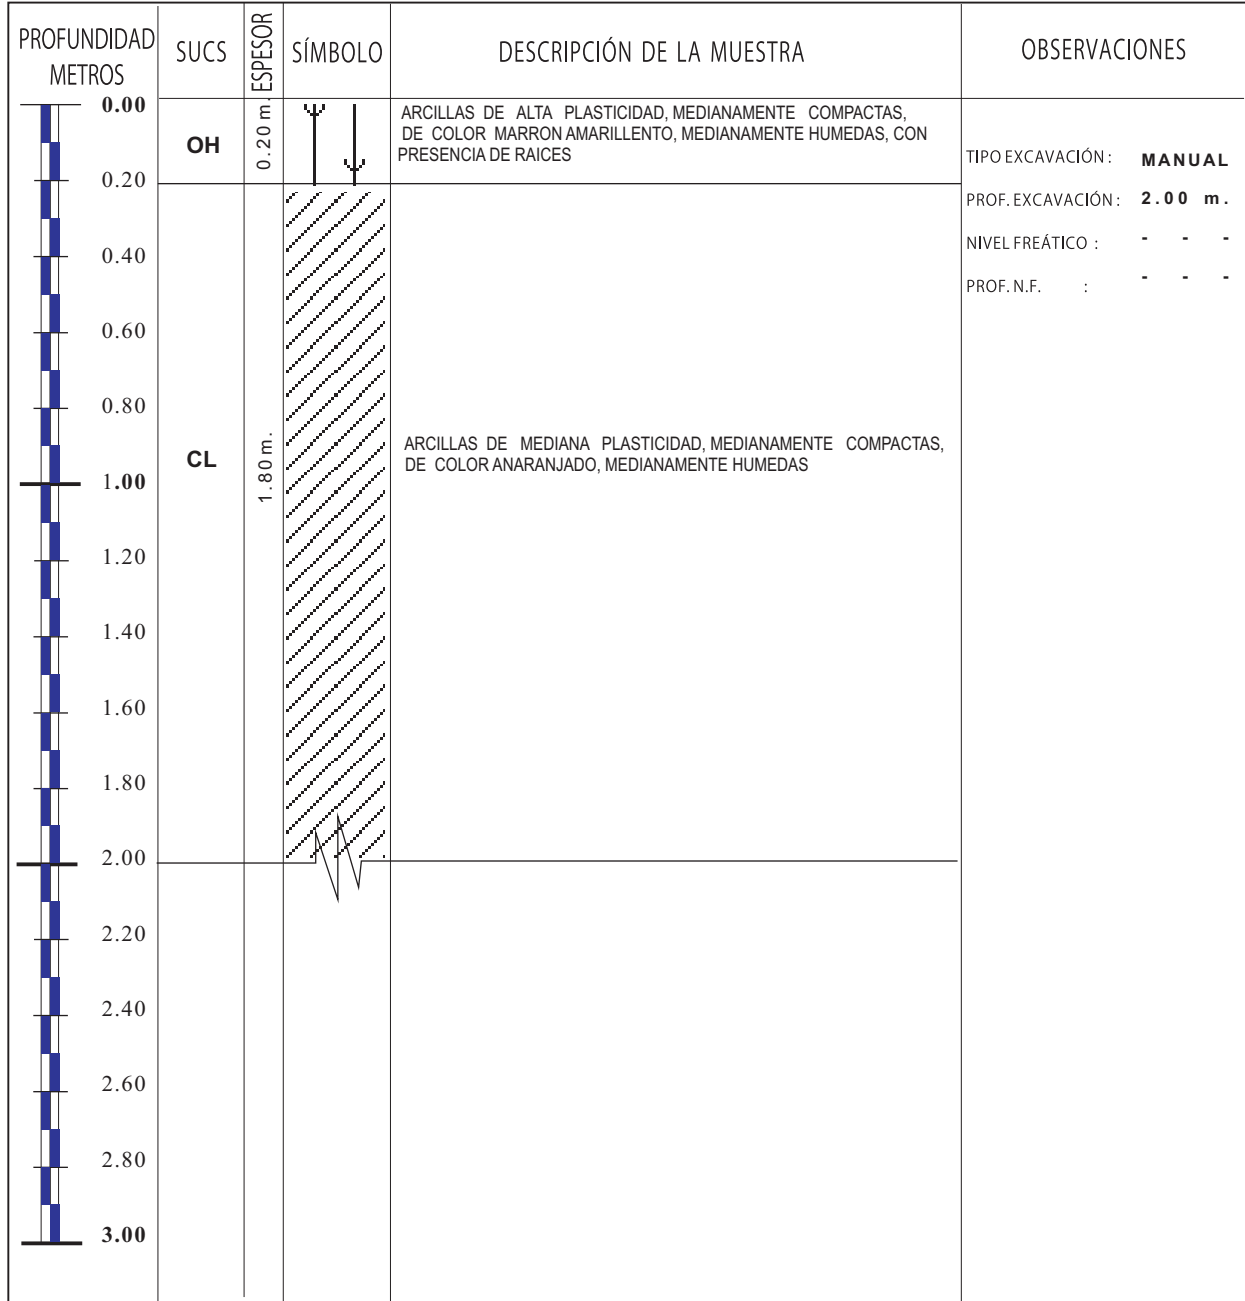 PROFUNDIDAD METROS
SUCS
ESPESOR
SÍMBOLO
DESCRIPCIÓN DE LA MUESTRA
OBSERVACIONES
0.00
OH
0.20 m.
ARCILLAS DE ALTA PLASTICIDAD, MEDIANAMENTE COMPACTAS,
DE COLOR MARRON AMARILLENTO, MEDIANAMENTE HUMEDAS, CON
PRESENCIA DE RAICES
TIPO EXCAVACIÓN : MANUAL
PROF. EXCAVACIÓN : 2.00 m.
NIVEL FREÁTICO : - - -
PROF. N.F. : - - -
0.20
0.40
0.60
0.80
CL
1.80 m.
ARCILLAS DE MEDIANA PLASTICIDAD, MEDIANAMENTE COMPACTAS,
DE COLOR ANARANJADO, MEDIANAMENTE HUMEDAS
1.00
1.20
1.40
1.60
1.80
2.00
2.20
2.40
2.60
2.80
3.00